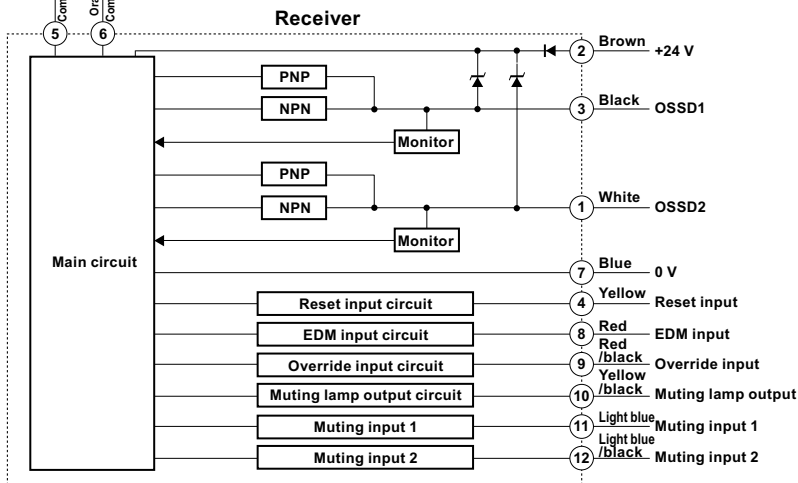 Com
Ora
Com
Receiver
5
6
2
Brown
+24 V
PNP
NPN
3
Black
OSSD1
Monitor
PNP
NPN
1
White
OSSD2
Monitor
Main circuit
7
Blue
0 V
Reset input circuit
4
Yellow
Reset input
EDM input circuit
8
Red
EDM input
Override input circuit
9
Red
/black
Override input
Muting lamp output circuit
10
Yellow
/black
Muting lamp output
Muting input 1
11
Light blue
Muting input 1
Muting input 2
12
Light blue
/black
Muting input 2